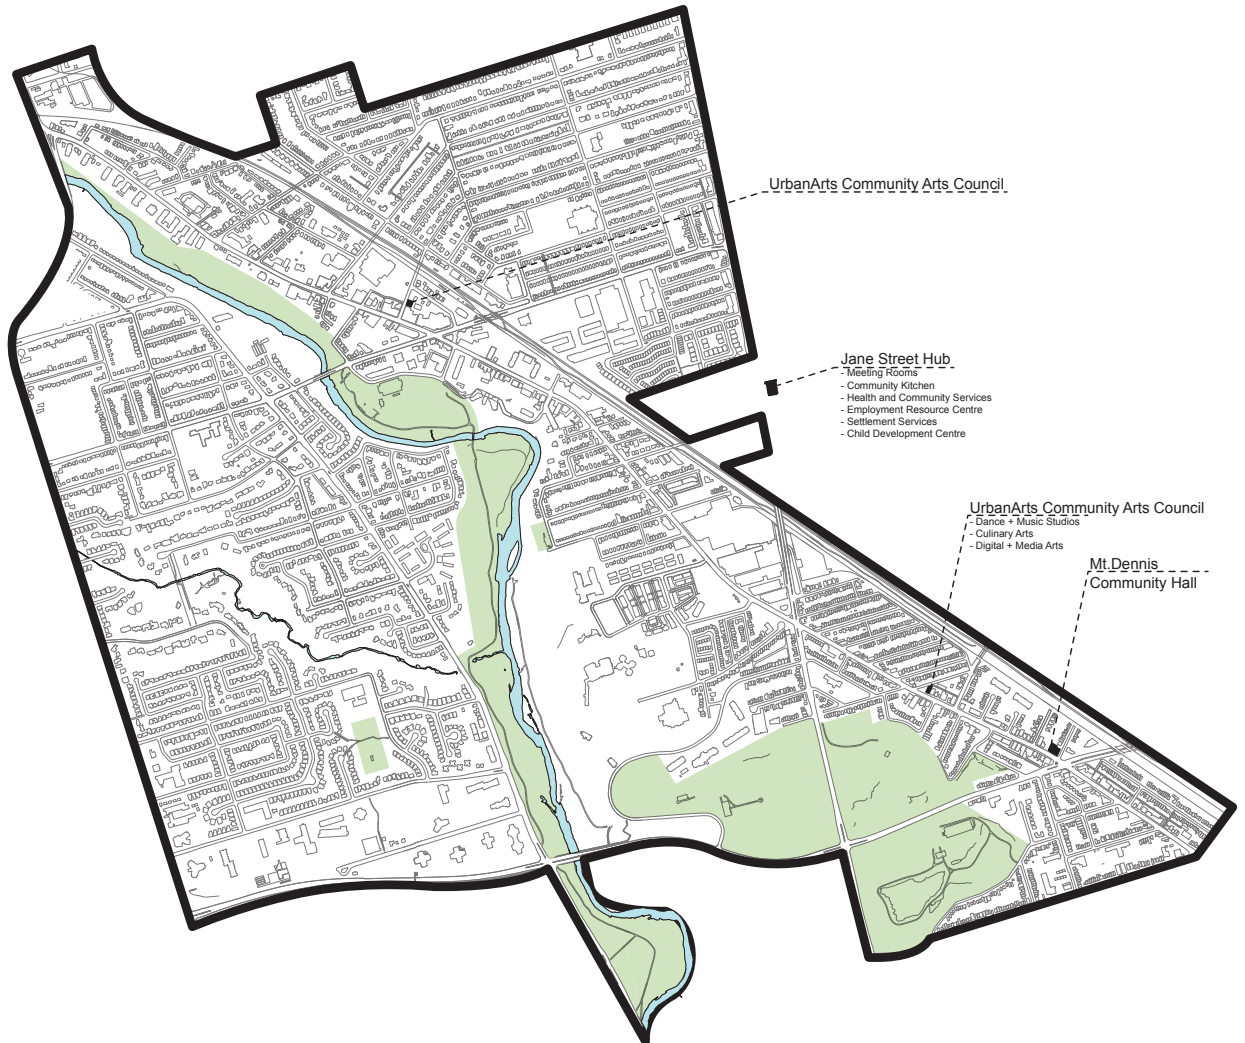 UrbanArts Community Arts Council
Jane Street Hub
- Meeting Rooms
- Community Kitchen
- Health and Community Services
- Employment Resource Centre
- Settlement Services
- Child Development Centre
UrbanArts Community Arts Council
- Dance + Music Studios
- Culinary Arts
- Digital + Media Arts
Mt.Dennis
Community Hall